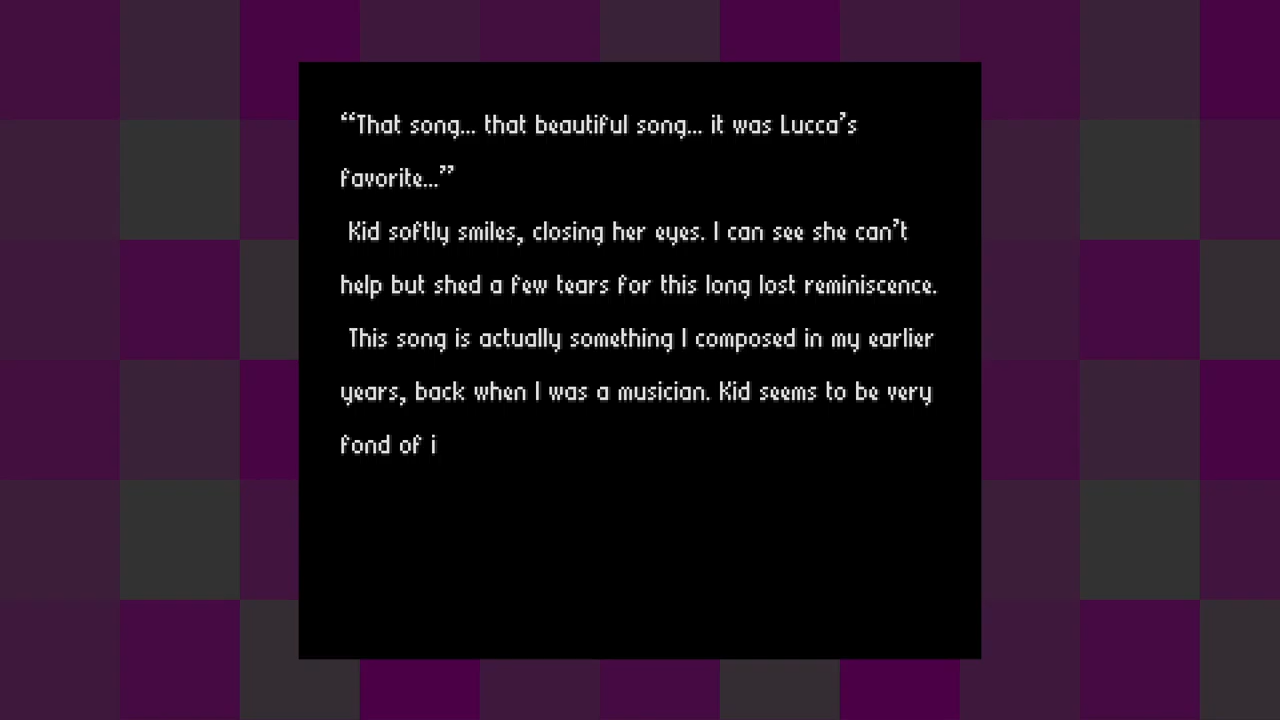 “That song... that beautiful song... it was Lucca’s
favorite...”
Kid softly smiles, closing her eyes. I can see she can’t
help but shed a few tears for this long lost reminiscence.
This song is actually something I composed in my earlier
years, back when I was a musician. Kid seems to be very
fond of i